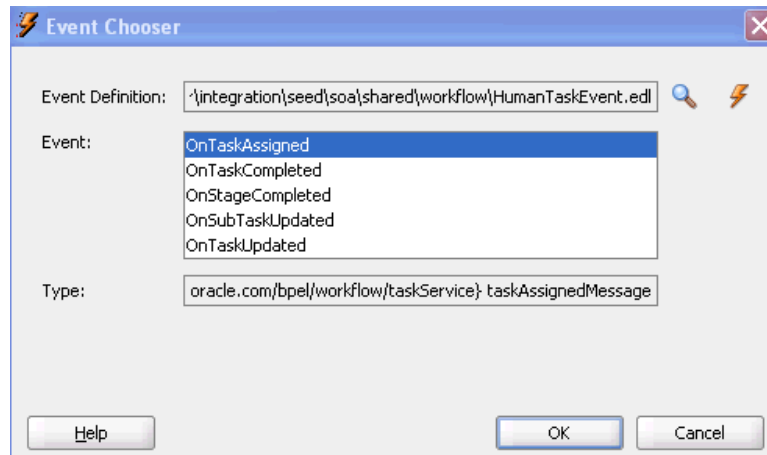 Event Chooser
Event Definition: \integration\seed\soa\shared\workflow\HumanTaskEvent.edl
Event:
OnTaskAssigned
OnTaskCompleted
OnStageCompleted
OnSubTaskUpdated
OnTaskUpdated
Type: oracle.com/bpel/workflow/taskService} taskAssignedMessage
Help OK Cancel